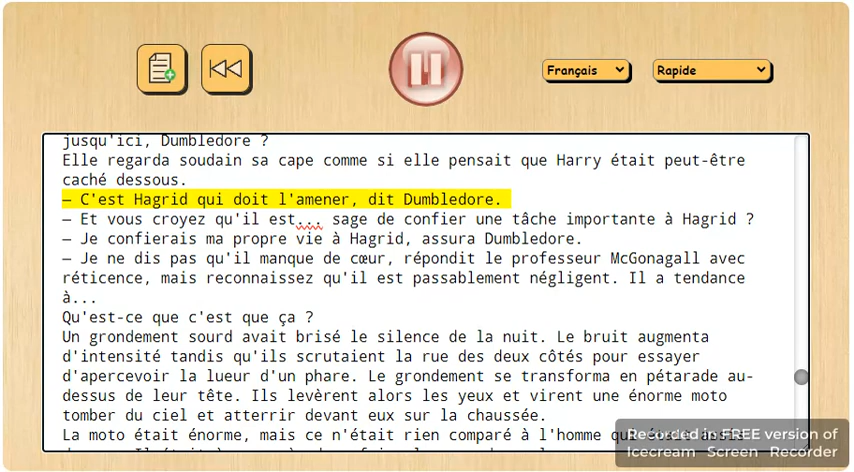 Français
Rapide
jusqu'ici, Dumbledore ?
Elle regarda soudain sa cape comme si elle pensait que Harry était peut-être
caché dessous.
– C'est Hagrid qui doit l'amener, dit Dumbledore.
– Et vous croyez qu'il est... sage de confier une tâche importante à Hagrid ?
– Je confierais ma propre vie à Hagrid, assura Dumbledore.
– Je ne dis pas qu'il manque de cœur, répondit le professeur McGonagall avec
réticence, mais reconnaissez qu'il est passablement négligent. Il a tendance
à...
Qu'est-ce que c'est que ça ?
Un grondement sourd avait brisé le silence de la nuit. Le bruit augmenta
d'intensité tandis qu'ils scrutaient la rue des deux côtés pour essayer
d'apercevoir la lueur d'un phare. Le grondement se transforma en pétarade au-
dessus de leur tête. Ils levèrent alors les yeux et virent une énorme moto
tomber du ciel et atterrir devant eux sur la chaussée.
La moto était énorme, mais ce n'était rien comparé à l'homme
Recorded in FREE version of
Icecream Screen Recorder